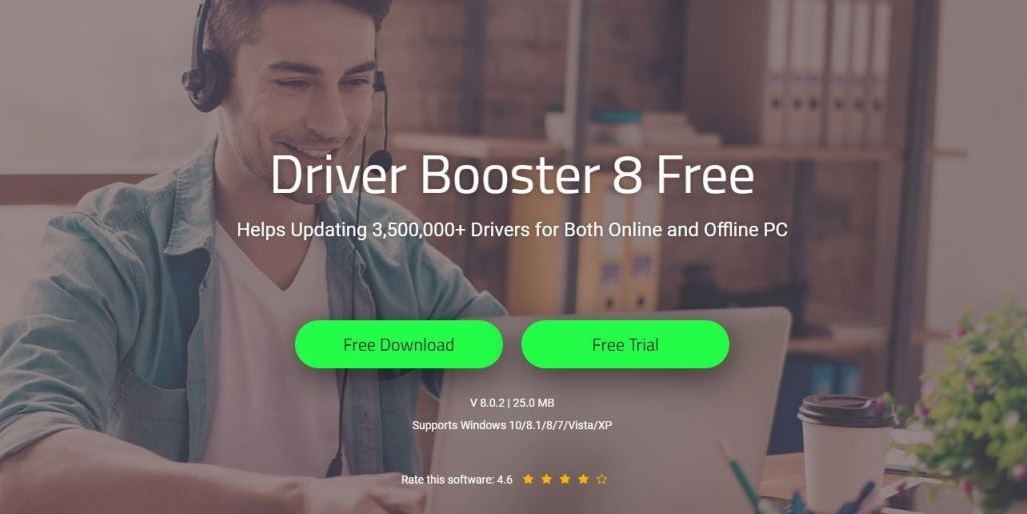 Driver Booster 8 Free
Helps Updating 3,500,000+ Drivers for Both Online and Offline PC
Free Download
Free Trial
V 8.0.2 | 25.0 MB
Supports Windows 10/8.1/8/7/Vista/XP
Rate this software: 4.6